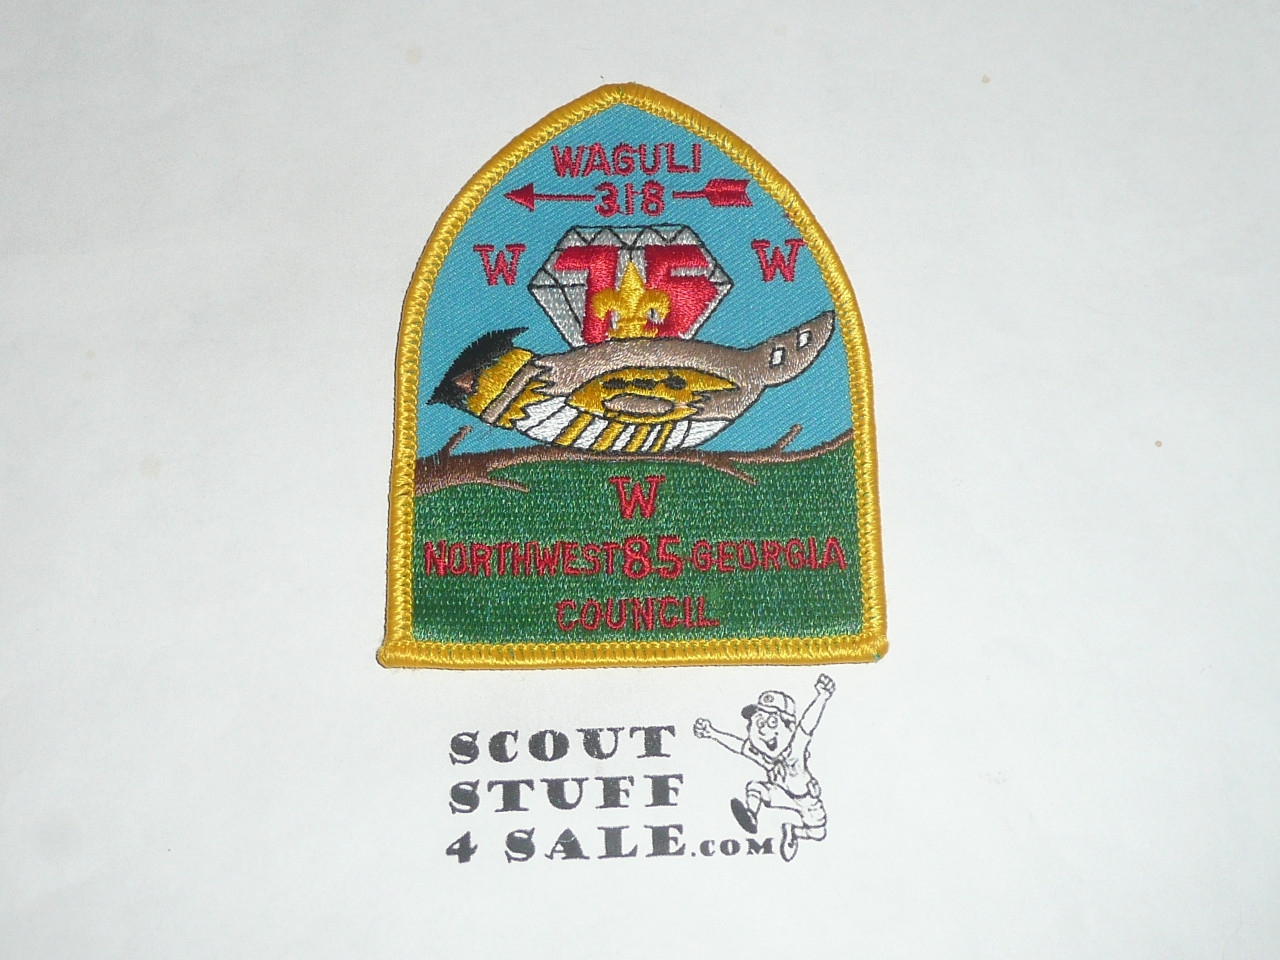 WAGULI
318
W 75 W
W
NORTHWEST 85 GEORGIA
COUNCIL
SCOUT
STUFF
4 SALE.COM